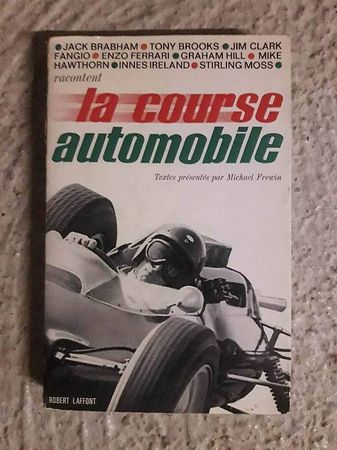 ● JACK BRABHAM ● TONY BROOKS ● JIM CLARK
FANGIO ● ENZO FERRARI ● GRAHAM HILL ● MIKE
HAWTHORN ● INNES IRELAND ● STIRLING MOSS ●
racontent
la course
automobile
Textes présentés par Michael Frewin
ROBERT LAFFONT